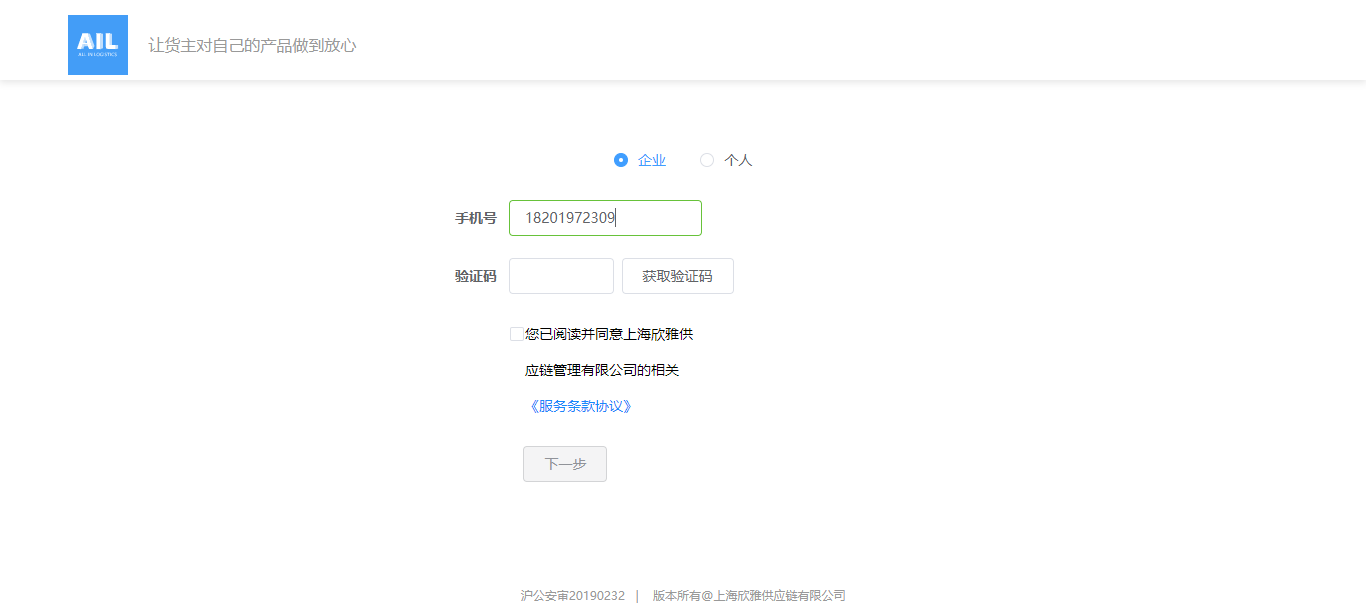 AIL
ALL IN LOGISTICS
让货主对自己的产品做到放心
企业 个人
手机号 18201972309
验证码 获取验证码
您已阅读并同意上海欣雅供
应链管理有限公司的相关
《服务条款协议》
下一步
沪公安审20190232 | 版本所有@上海欣雅供应链有限公司